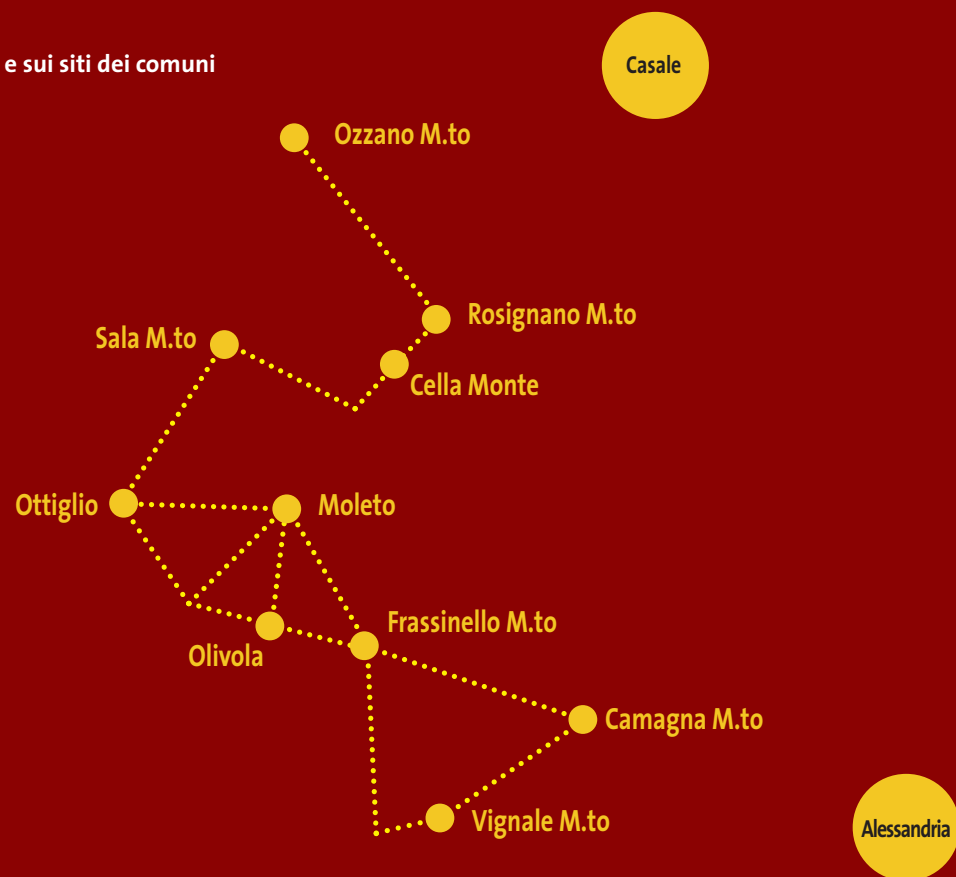 e sui siti dei comuni
Casale
Ozzano M.to
Rosignano M.to
Sala M.to
Cella Monte
Ottiglio
Moleto
Frassinello M.to
Olivola
Camagna M.to
Vignale M.to
Alessandria